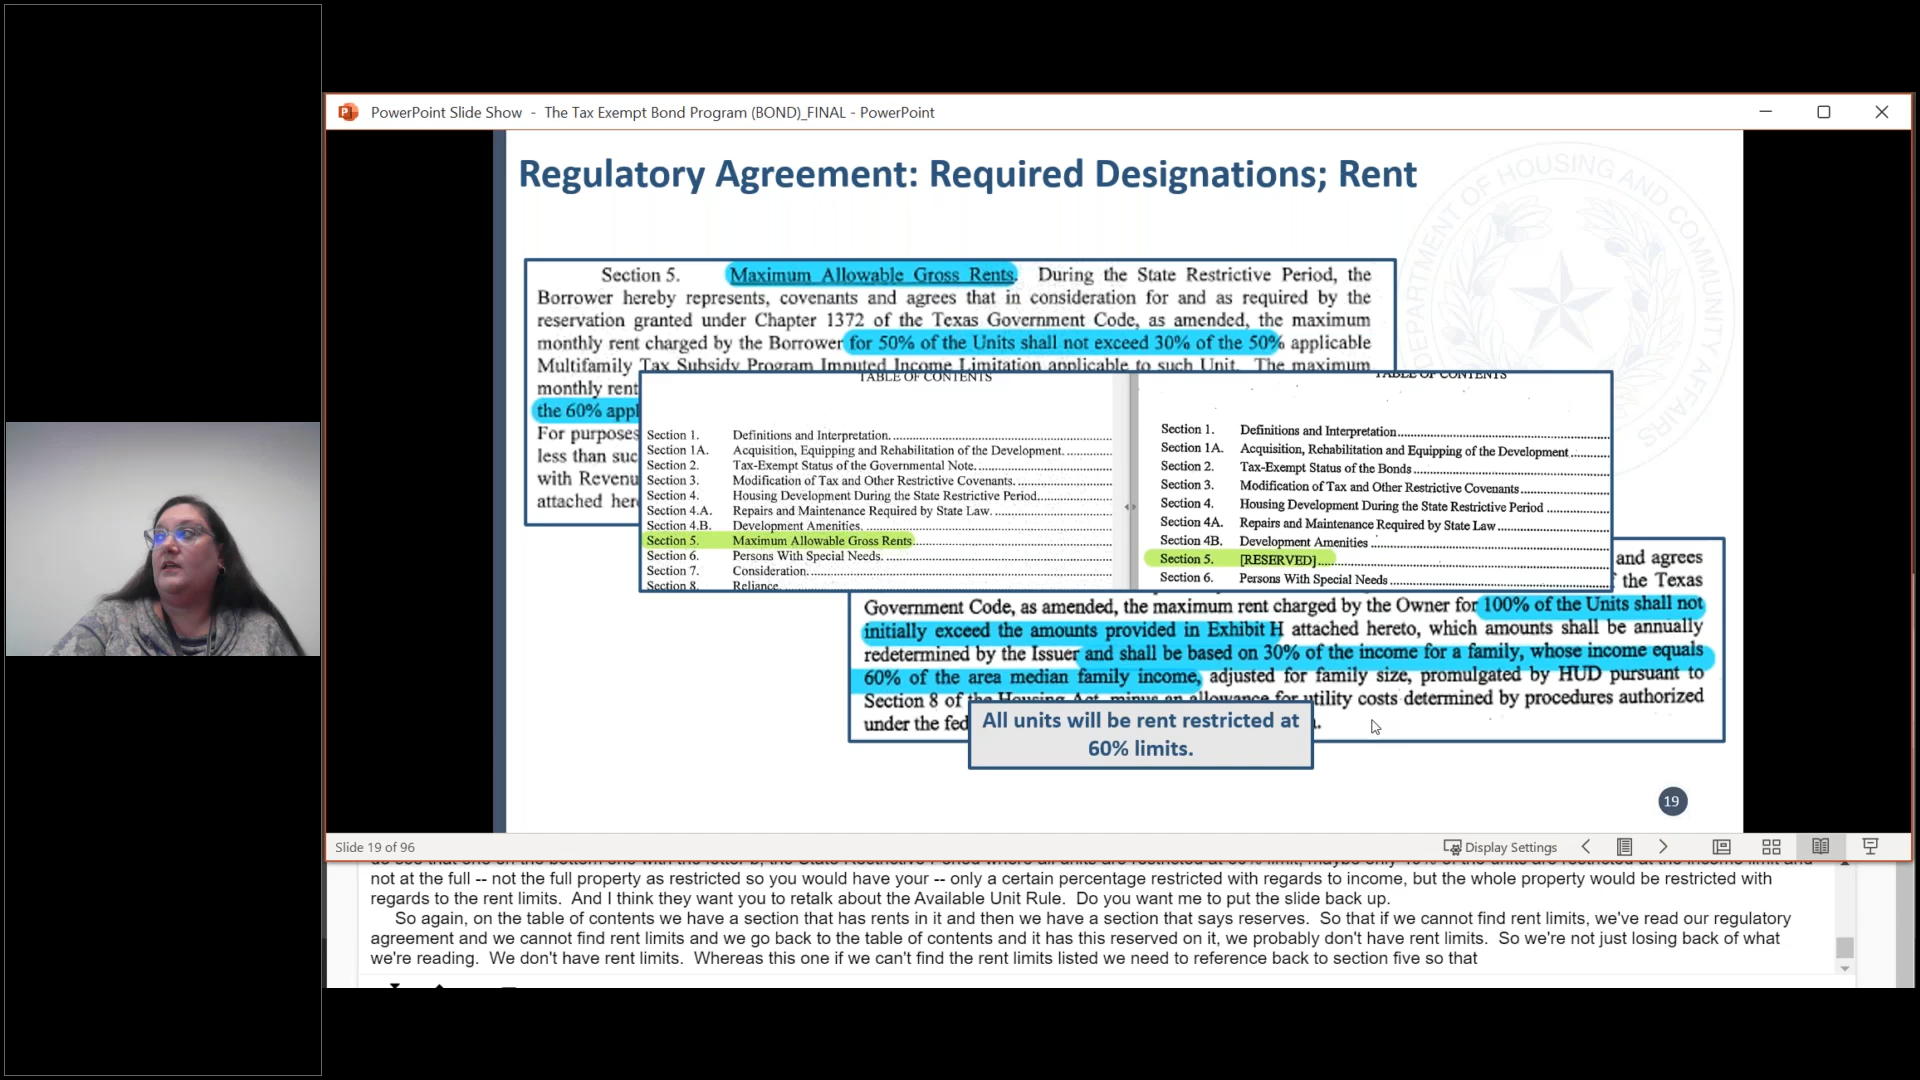 PowerPoint Slide Show - The Tax Exempt Bond Program (BOND)_FINAL - PowerPoint
Regulatory Agreement: Required Designations; Rent
DEPARTMENT OF HOUSING AND COMMUNITY AFFAIRS
Section 5. Maximum Allowable Gross Rents. During the State Restrictive Period, the
Borrower hereby represents, covenants and agrees that in consideration for and as required by the
reservation granted under Chapter 1372 of the Texas Government Code, as amended, the maximum
monthly rent charged by the Borrower for 50% of the Units shall not exceed 30% of the 50% applicable
Multifamily Tax Subsidy Program Imputed Income Limitation applicable to such Unit. The maximum
monthly rent
the 60% appl
For purposes
less than suc
with Revenu
attached her
TABLE OF CONTENTS
Section 1. Definitions and Interpretation.
Section 1A. Acquisition, Equipping and Rehabilitation of the Development.
Section 2. Tax-Exempt Status of the Governmental Note.
Section 3. Modification of Tax and Other Restrictive Covenants.
Section 4. Housing Development During the State Restrictive Period.
Section 4.A. Repairs and Maintenance Required by State Law.
Section 4.B. Development Amenities.
Section 5. Maximum Allowable Gross Rents
Section 6. Persons With Special Needs.
Section 7. Consideration.
Section 8. Reliance.
TABLE OF CONTENTS
Section 1. Definitions and Interpretation
Section 1A. Acquisition, Rehabilitation and Equipping of the Development
Section 2. Tax-Exempt Status of the Bonds
Section 3. Modification of Tax and Other Restrictive Covenants
Section 4. Housing Development During the State Restrictive Period
Section 4A. Repairs and Maintenance Required by State Law
Section 4B. Development Amenities
Section 5. [RESERVED]
Section 6. Persons With Special Needs
and agrees
the Texas
Government Code, as amended, the maximum rent charged by the Owner for 100% of the Units shall not
initially exceed the amounts provided in Exhibit H attached hereto, which amounts shall be annually
redetermined by the Issuer and shall be based on 30% of the income for a family, whose income equals
60% of the area median family income, adjusted for family size, promulgated by HUD pursuant to
Section 8 of the Housing Act, minus an allowance for utility costs determined by procedures authorized
under the fed
All units will be rent restricted at
60% limits.
19
Slide 19 of 96
Display Settings
not at the full -- not the full property as restricted so you would have your -- only a certain percentage restricted with regards to income, but the whole property would be restricted with
regards to the rent limits. And I think they want you to retalk about the Available Unit Rule. Do you want me to put the slide back up.
So again, on the table of contents we have a section that has rents in it and then we have a section that says reserves. So that if we cannot find rent limits, we've read our regulatory
agreement and we cannot find rent limits and we go back to the table of contents and it has this reserved on it, we probably don't have rent limits. So we're not just losing back of what
we're reading. We don't have rent limits. Whereas this one if we can't find the rent limits listed we need to reference back to section five so that